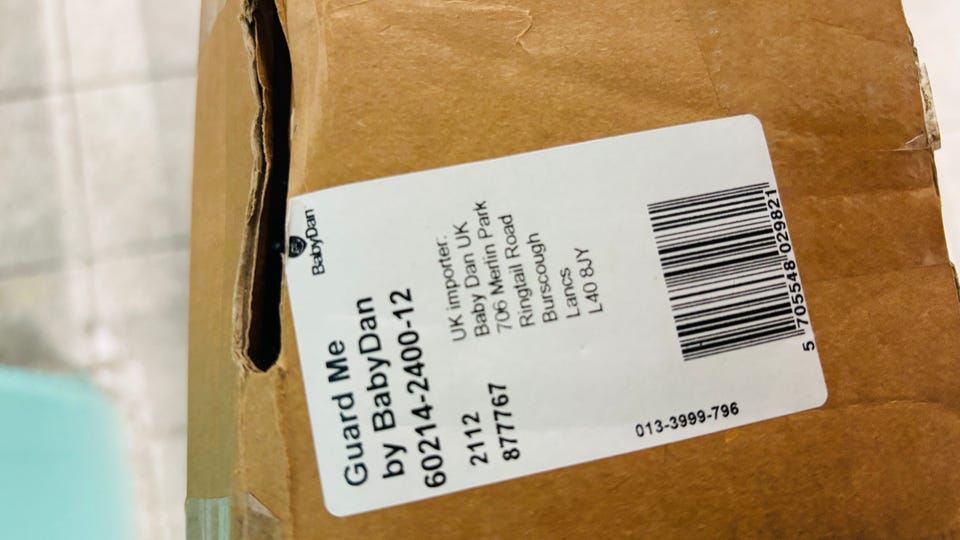 BabyDan
Guard Me
by BabyDan
60214-2400-12
2112
877767
UK importer:
Baby Dan UK
706 Merlin Park
Ringtail Road
Burscough
Lancs
L40 8JY
013-3999-796
5 705548 029821